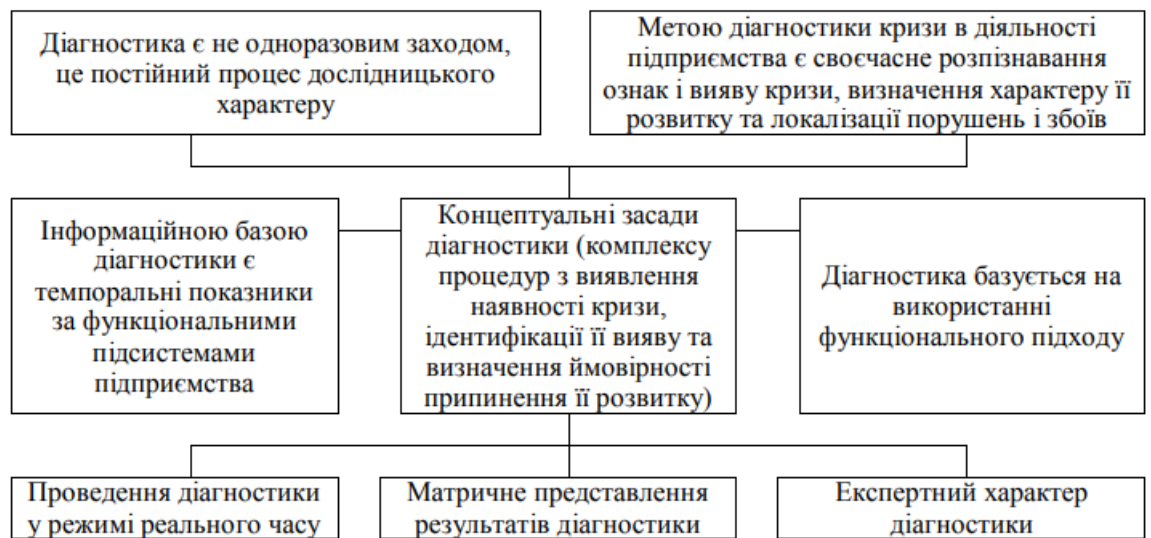 Діагностика є не одноразовим заходом,
це постійний процес дослідницького
характеру
Метою діагностики кризи в діяльності
підприємства є своєчасне розпізнавання
ознак і вияву кризи, визначення характеру її
розвитку та локалізації порушень і збоїв
Інформаційною базою
діагностики є
темпоральні показники
за функціональними
підсистемами
підприємства
Концептуальні засади
діагностики (комплексу
процедур з виявлення
наявності кризи,
ідентифікації її вияву та
визначення ймовірності
припинення її розвитку)
Діагностика базується на
використанні
функціонального підходу
Проведення діагностики
у режимі реального часу
Матричне представлення
результатів діагностики
Експертний характер
діагностики